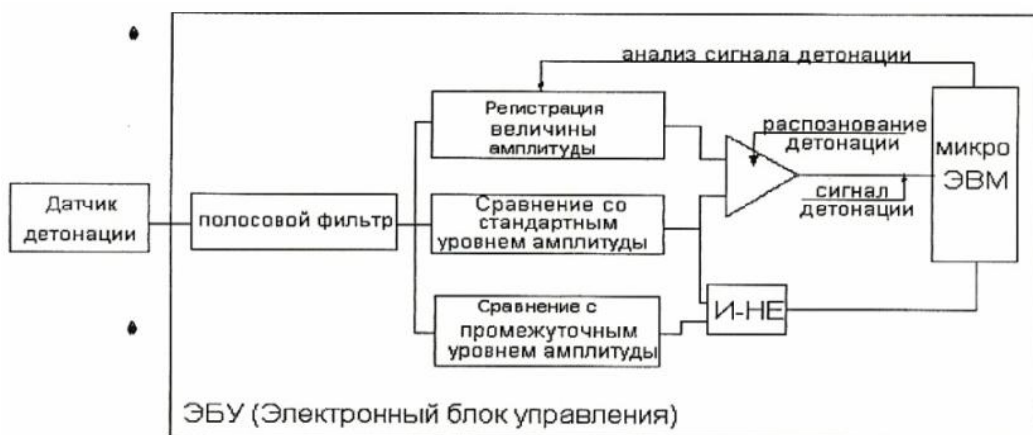 анализ сигнала детонации
Регистрация
величины
амплитуды
распознование
детонации
микро
ЭВМ
сигнал
детонации
Датчик
детонации
полосовой фильтр
Сравнение со
стандартным
уровнем амплитуды
Сравнение с
промежуточным
уровнем амплитуды
И-НЕ
ЭБУ (Электронный блок управления)